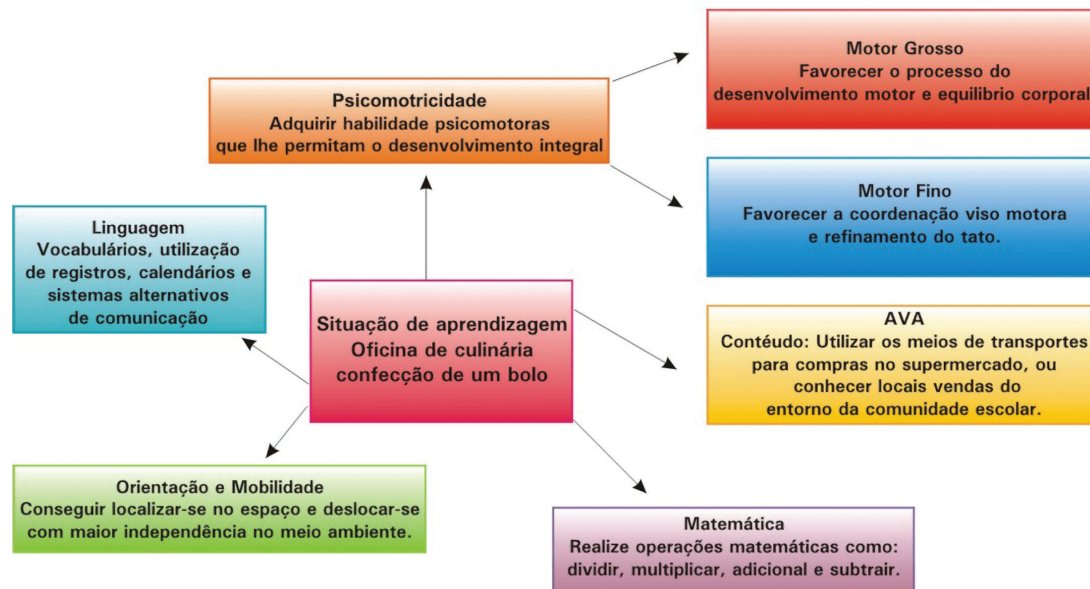 Motor Grosso
Favorecer o processo do
desenvolvimento motor e equilibrio corporal
Psicomotricidade
Adquirir habilidade psicomotoras
que lhe permitam o desenvolvimento integral
Motor Fino
Favorecer a coordenação viso motora
e refinamento do tato.
Linguagem
Vocabulários, utilização
de registros, calendários e
sistemas alternativos
de comunicação
Situação de aprendizagem
Oficina de culinária
confecção de um bolo
AVA
Contéudo: Utilizar os meios de transportes
para compras no supermercado, ou
conhecer locais vendas do
entorno da comunidade escolar.
Orientação e Mobilidade
Conseguir localizar-se no espaço e deslocar-se
com maior independência no meio ambiente.
Matemática
Realize operações matemáticas como:
dividir, multiplicar, adicional e subtrair.